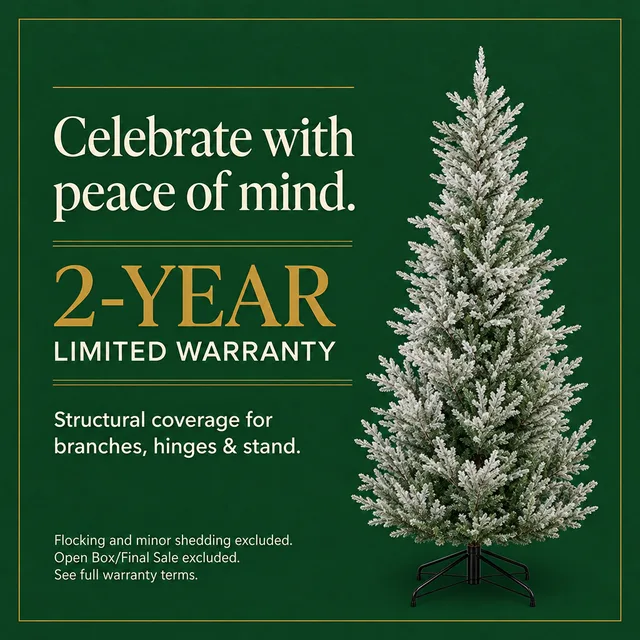 Celebrate with
peace of mind.
2-YEAR
LIMITED WARRANTY
Structural coverage for
branches, hinges & stand.
Flocking and minor shedding excluded.
Open Box/Final Sale excluded.
See full warranty terms.